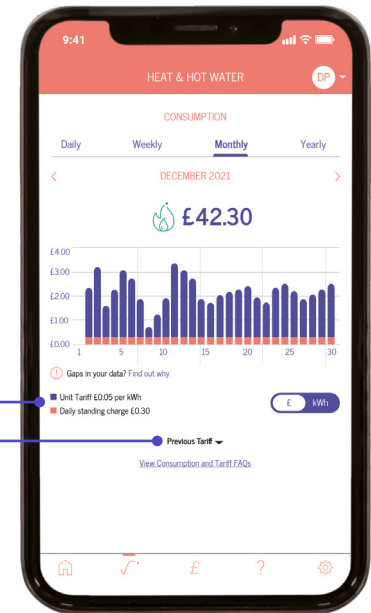 9:41
HEAT & HOT WATER
DP
CONSUMPTION
Daily Weekly Monthly Yearly
< DECEMBER 2021 >
£42.30
£4.00
£3.00
£2.00
£1.00
£0.00
1 5 10 15 20 25 30
! Gaps in your data? Find out why
Unit Tariff £0.05 per kWh
Daily standing charge £0.30
£ kWh
Previous Tariff
View Consumption and Tariff FAQs
£ ?